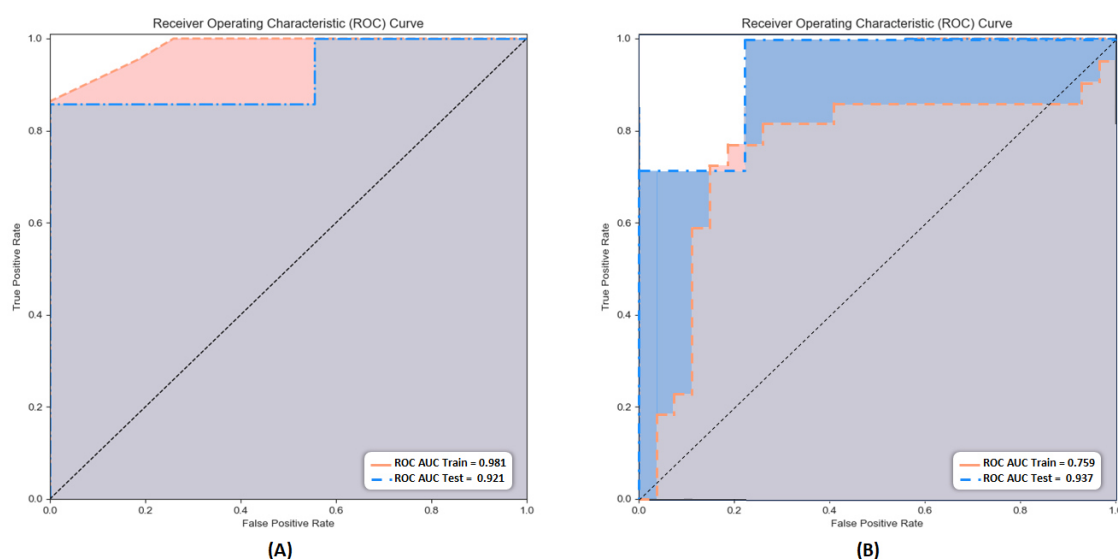 Receiver Operating Characteristic (ROC) Curve
1.0
0.8
0.6
0.4
0.2
0.0
True Positive Rate
0.0 0.2 0.4 0.6 0.8 1.0
False Positive Rate
ROC AUC Train = 0.981
ROC AUC Test = 0.921
(A)
Receiver Operating Characteristic (ROC) Curve
1.0
0.8
0.6
0.4
0.2
0.0
True Positive Rate
0.0 0.2 0.4 0.6 0.8 1.0
False Positive Rate
ROC AUC Train = 0.759
ROC AUC Test = 0.937
(B)